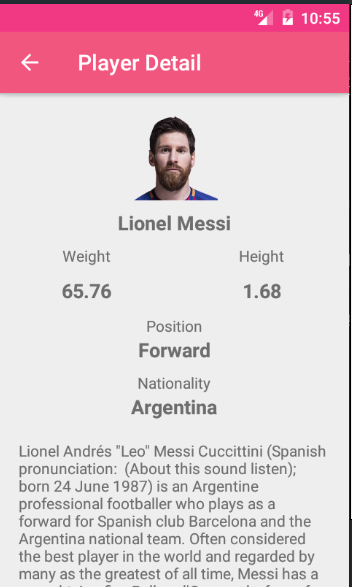 4G 10:55
Player Detail
Lionel Messi
Weight Height
65.76 1.68
Position
Forward
Nationality
Argentina
Lionel Andrés "Leo" Messi Cuccittini (Spanish
pronunciation:  (About this sound listen);
born 24 June 1987) is an Argentine
professional footballer who plays as a
forward for Spanish club Barcelona and the
Argentina national team. Often considered
the best player in the world and regarded by
many as the greatest of all time, Messi has a